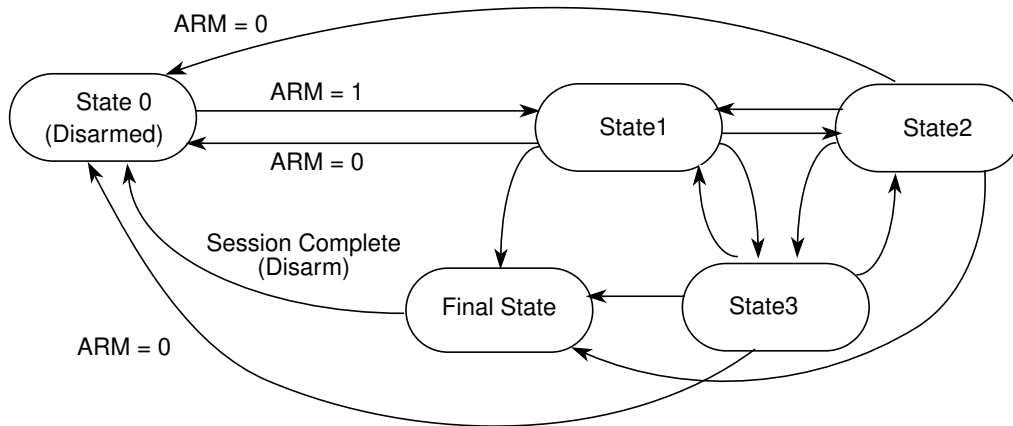 ARM = 0
State 0
(Disarmed)
ARM = 1
ARM = 0
State1
State2
Session Complete
(Disarm)
Final State
State3
ARM = 0